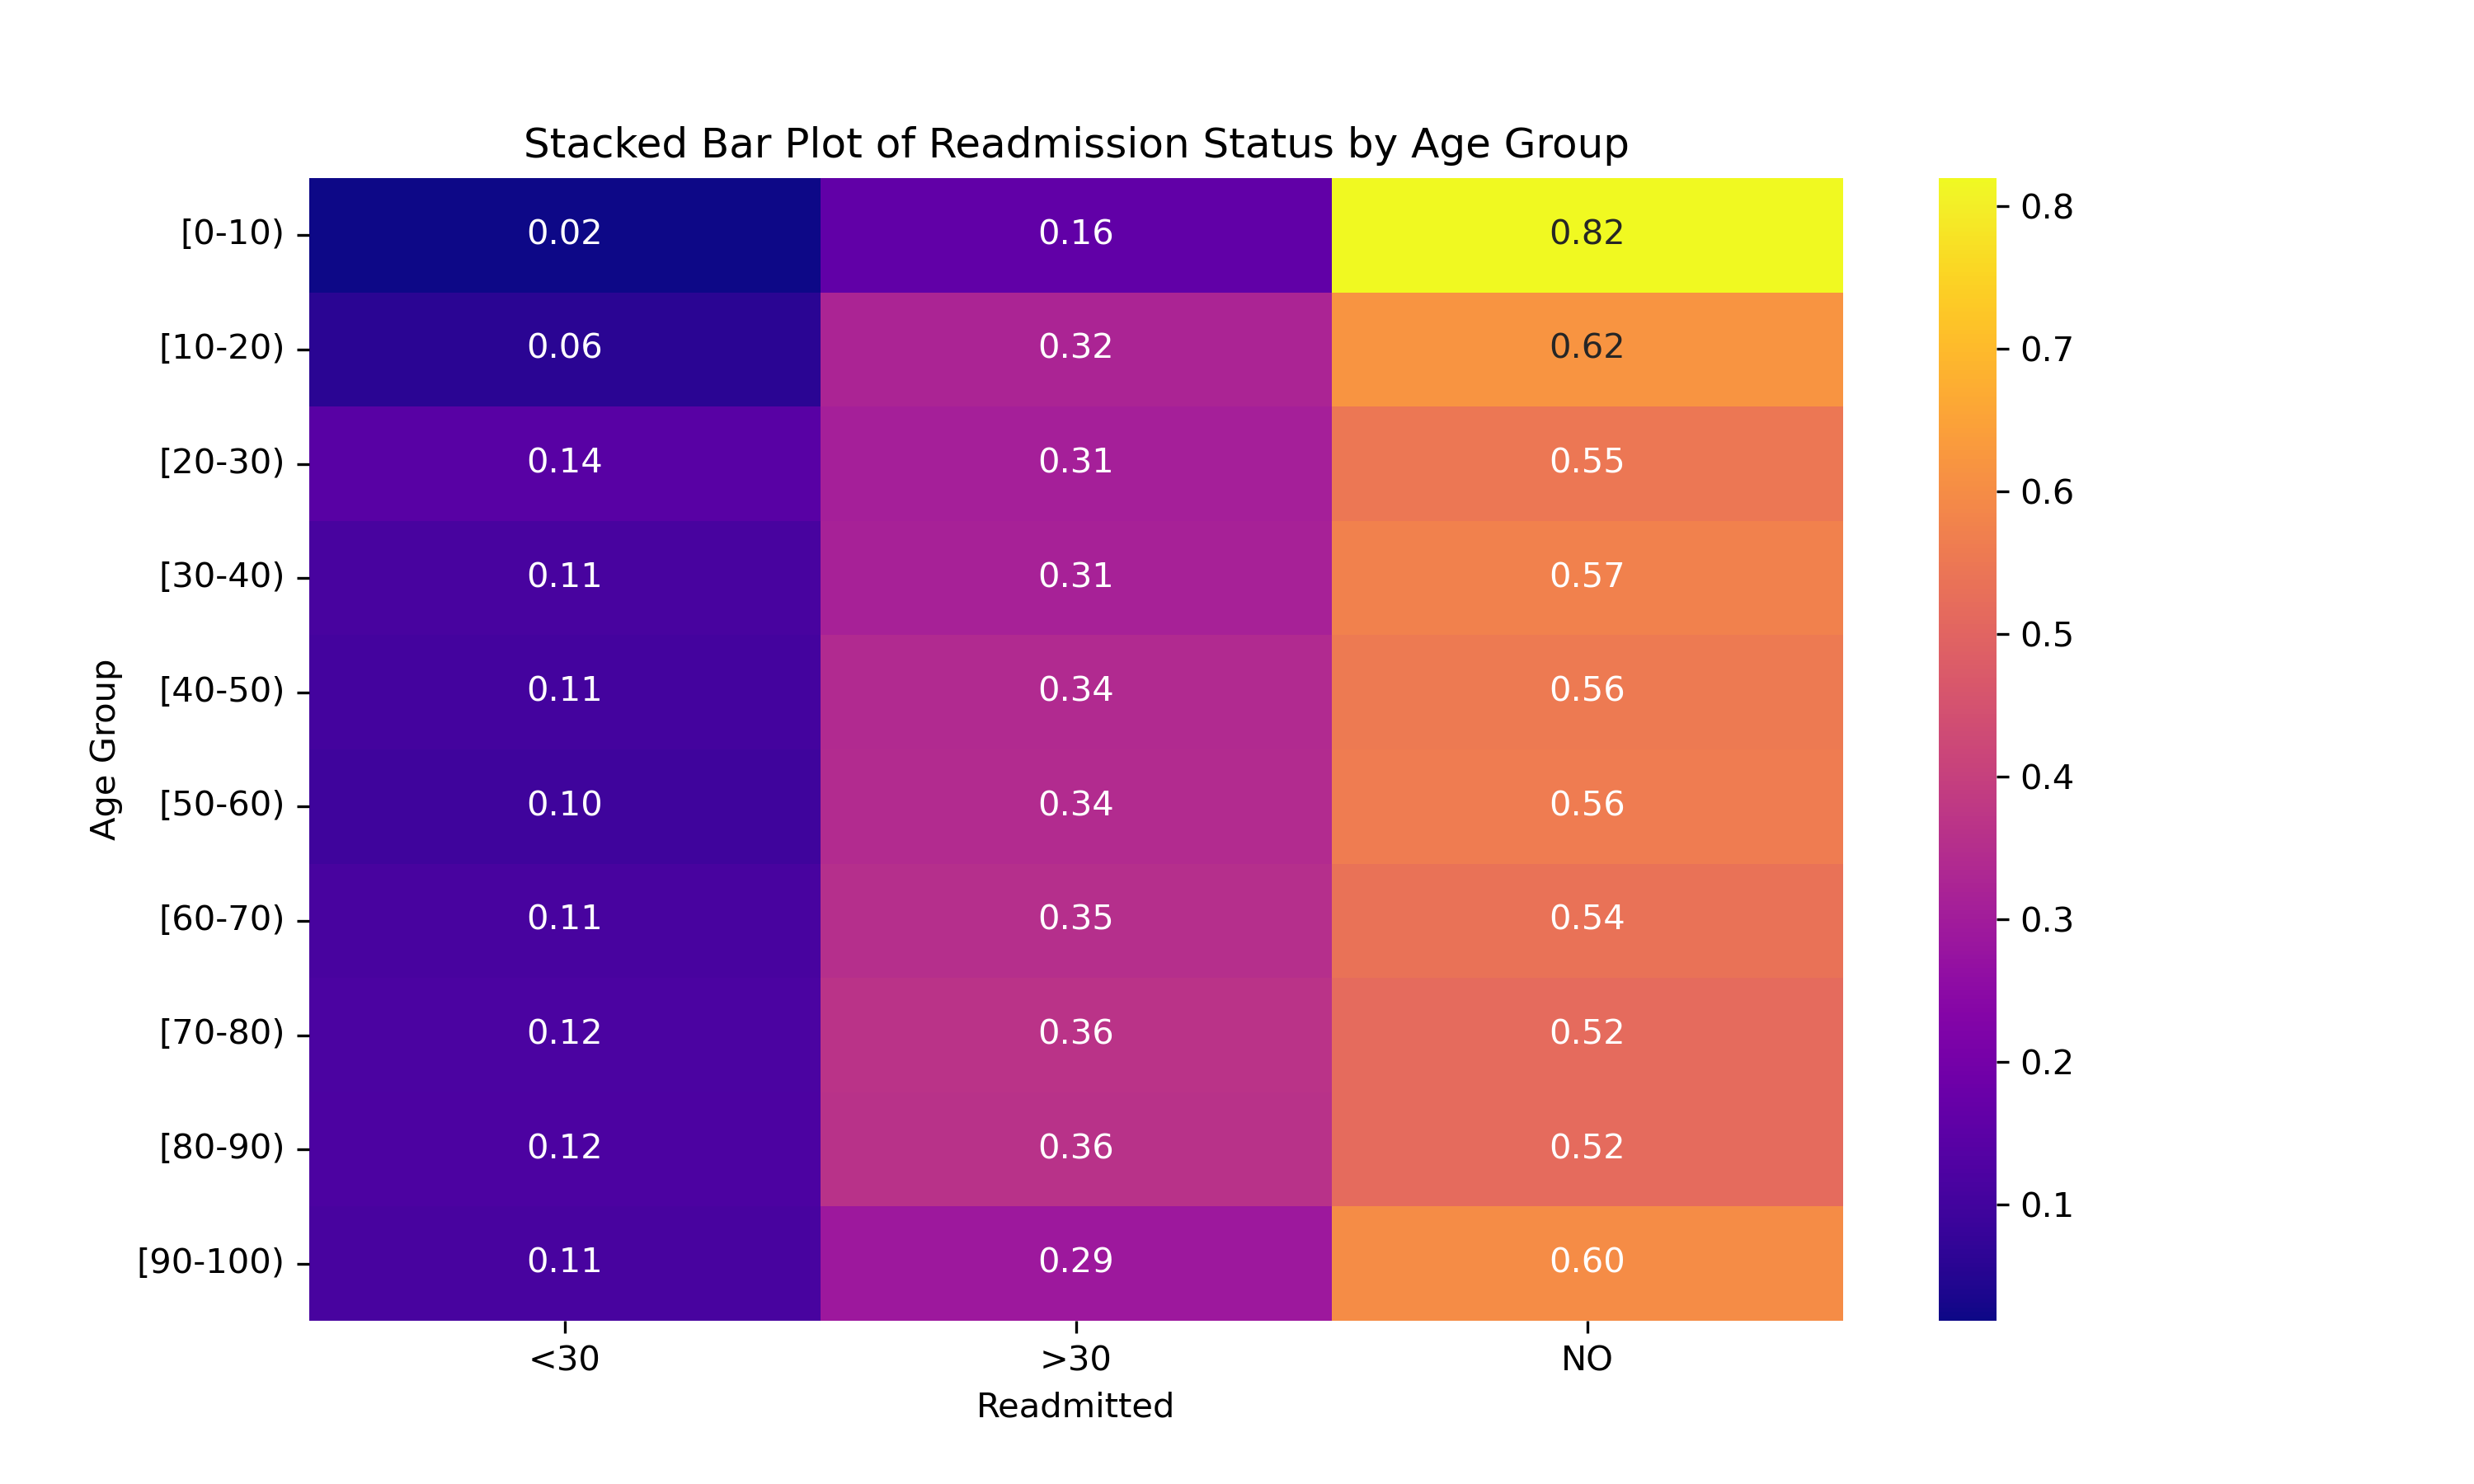 Stacked Bar Plot of Readmission Status by Age Group
[0-10) 0.02 0.16 0.82
[10-20) 0.06 0.32 0.62
[20-30) 0.14 0.31 0.55
[30-40) 0.11 0.31 0.57
[40-50) 0.11 0.34 0.56
[50-60) 0.10 0.34 0.56
[60-70) 0.11 0.35 0.54
[70-80) 0.12 0.36 0.52
[80-90) 0.12 0.36 0.52
[90-100) 0.11 0.29 0.60
<30 >30 NO
Readmitted
Age Group
0.8
0.7
0.6
0.5
0.4
0.3
0.2
0.1